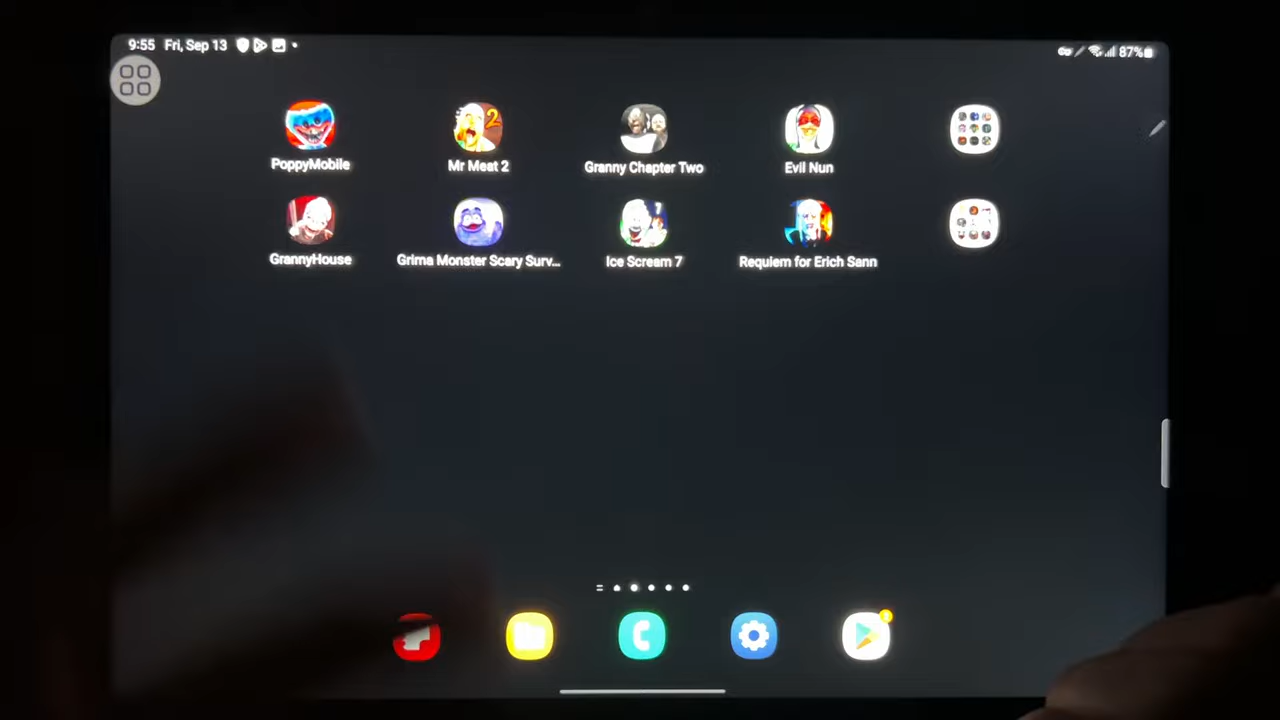 9:55 Fri, Sep 13
87%
PoppyMobile
Mr Meat 2
Granny Chapter Two
Evil Nun
GrannyHouse
Grima Monster Scary Surv...
Ice Scream 7
Requiem for Erich Sann